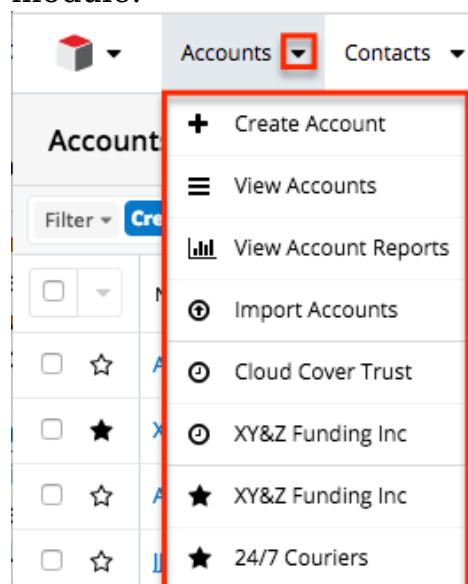 module.
Accounts Contacts
Account
Create Account
View Accounts
Filter Cre
View Account Reports
Import Accounts
A Cloud Cover Trust
X XY&Z Funding Inc
A XY&Z Funding Inc
24/7 Couriers